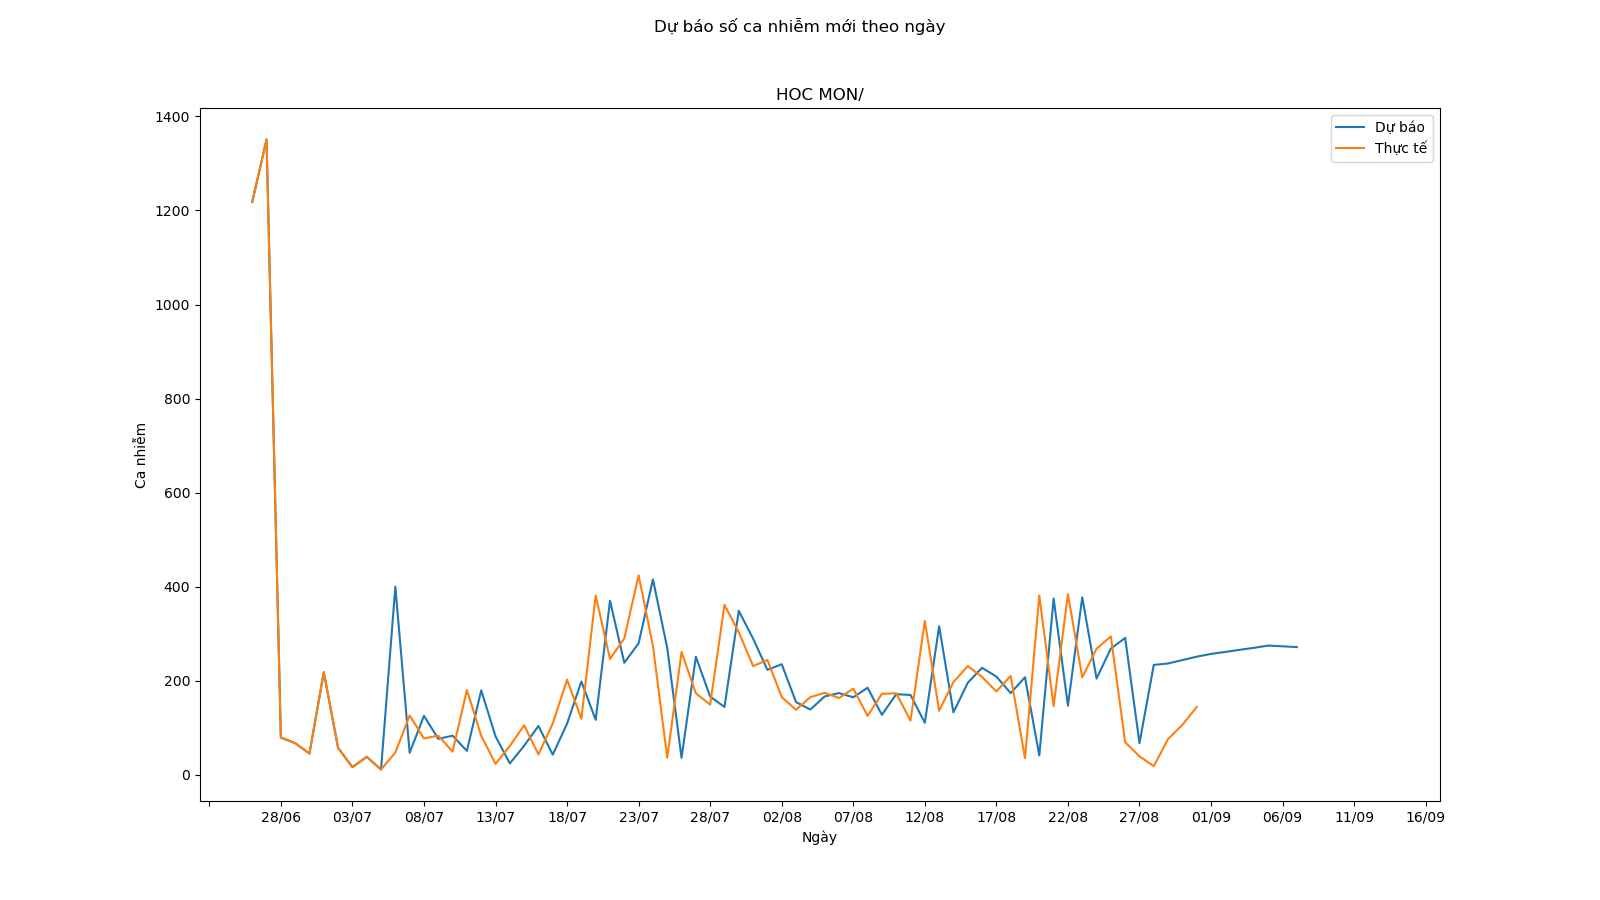 Dự báo số ca nhiễm mới theo ngày
HOC MON/
Dự báo
Thực tế
1400
1200
1000
800
600
400
200
0
Ca nhiễm
28/06 03/07 08/07 13/07 18/07 23/07 28/07 02/08 07/08 12/08 17/08 22/08 27/08 01/09 06/09 11/09 16/09
Ngày